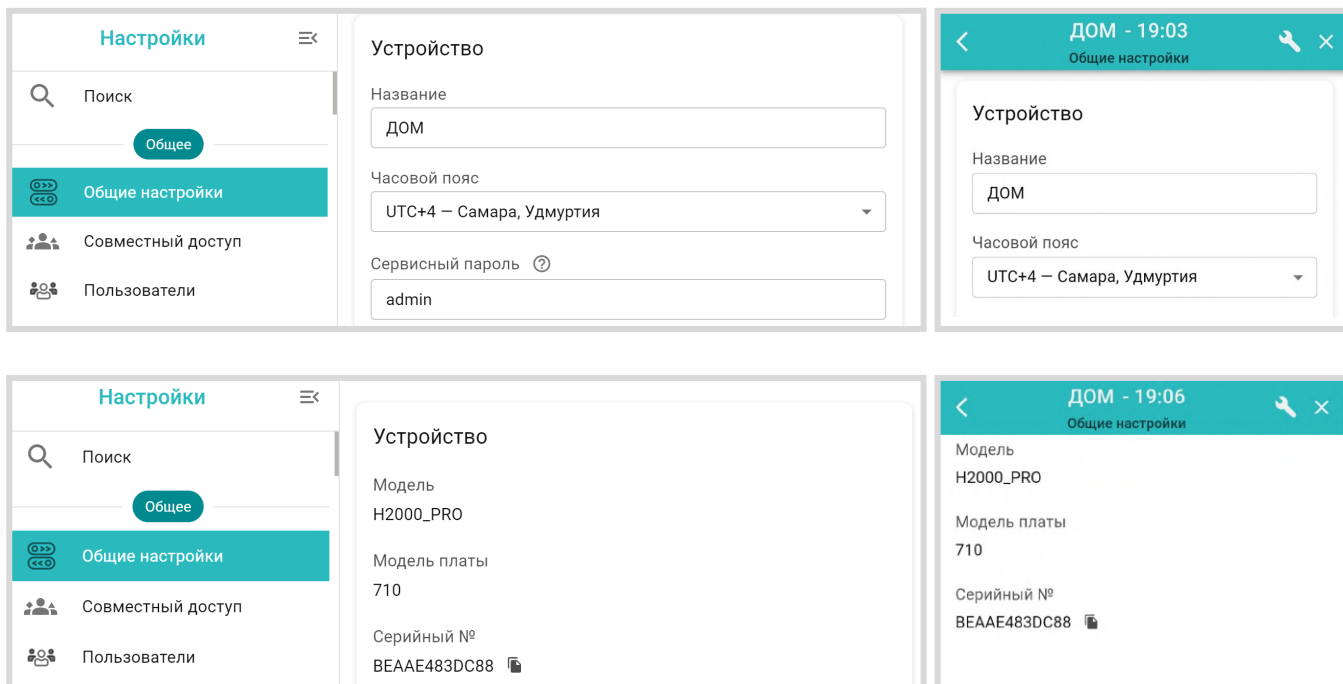 Настройки
Поиск
Общее
Общие настройки
Совместный доступ
Пользователи
Устройство
Название
ДОМ
Часовой пояс
UTC+4 — Самара, Удмуртия
Сервисный пароль
admin
ДОМ - 19:03
Общие настройки
Устройство
Название
ДОМ
Часовой пояс
UTC+4 — Самара, Удмуртия
Настройки
Поиск
Общее
Общие настройки
Совместный доступ
Пользователи
Устройство
Модель
H2000_PRO
Модель платы
710
Серийный №
BEAAE483DC88
ДОМ - 19:06
Общие настройки
Модель
H2000_PRO
Модель платы
710
Серийный №
BEAAE483DC88